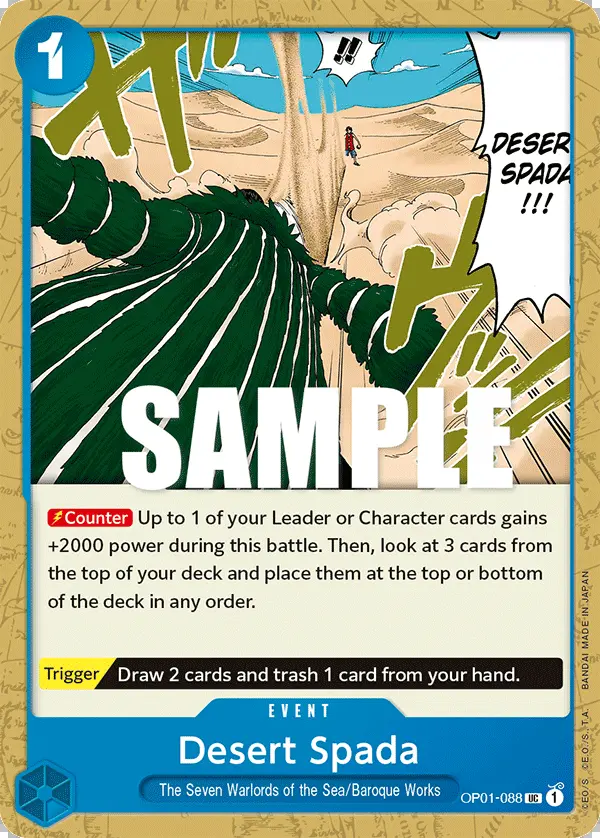 1
!!
DESER
SPADA
!!!
SAMPLE
Counter Up to 1 of your Leader or Character cards gains
+2000 power during this battle. Then, look at 3 cards from
the top of your deck and place them at the top or bottom
of the deck in any order.
Trigger Draw 2 cards and trash 1 card from your hand.
EVENT
Desert Spada
The Seven Warlords of the Sea/Baroque Works
OP01-088 UC 1
©E.O./S. ©E.O./S.,T.A. BANDAI MADE IN JAPAN